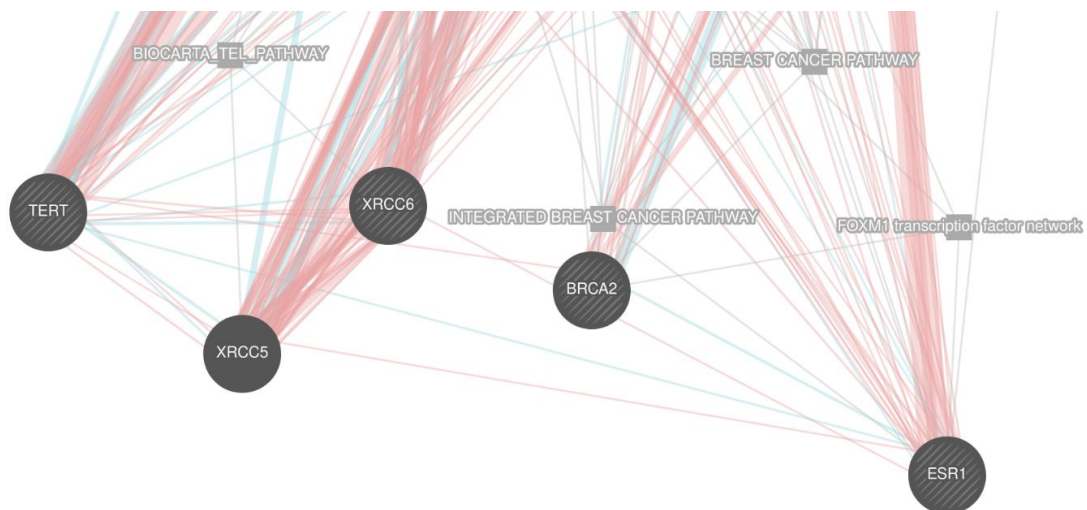 BIOCARTA_TEL_PATHWAY
BREAST CANCER PATHWAY
TERT
XRCC6
INTEGRATED BREAST CANCER PATHWAY
FOXM1 transcription factor network
BRCA2
XRCC5
ESR1